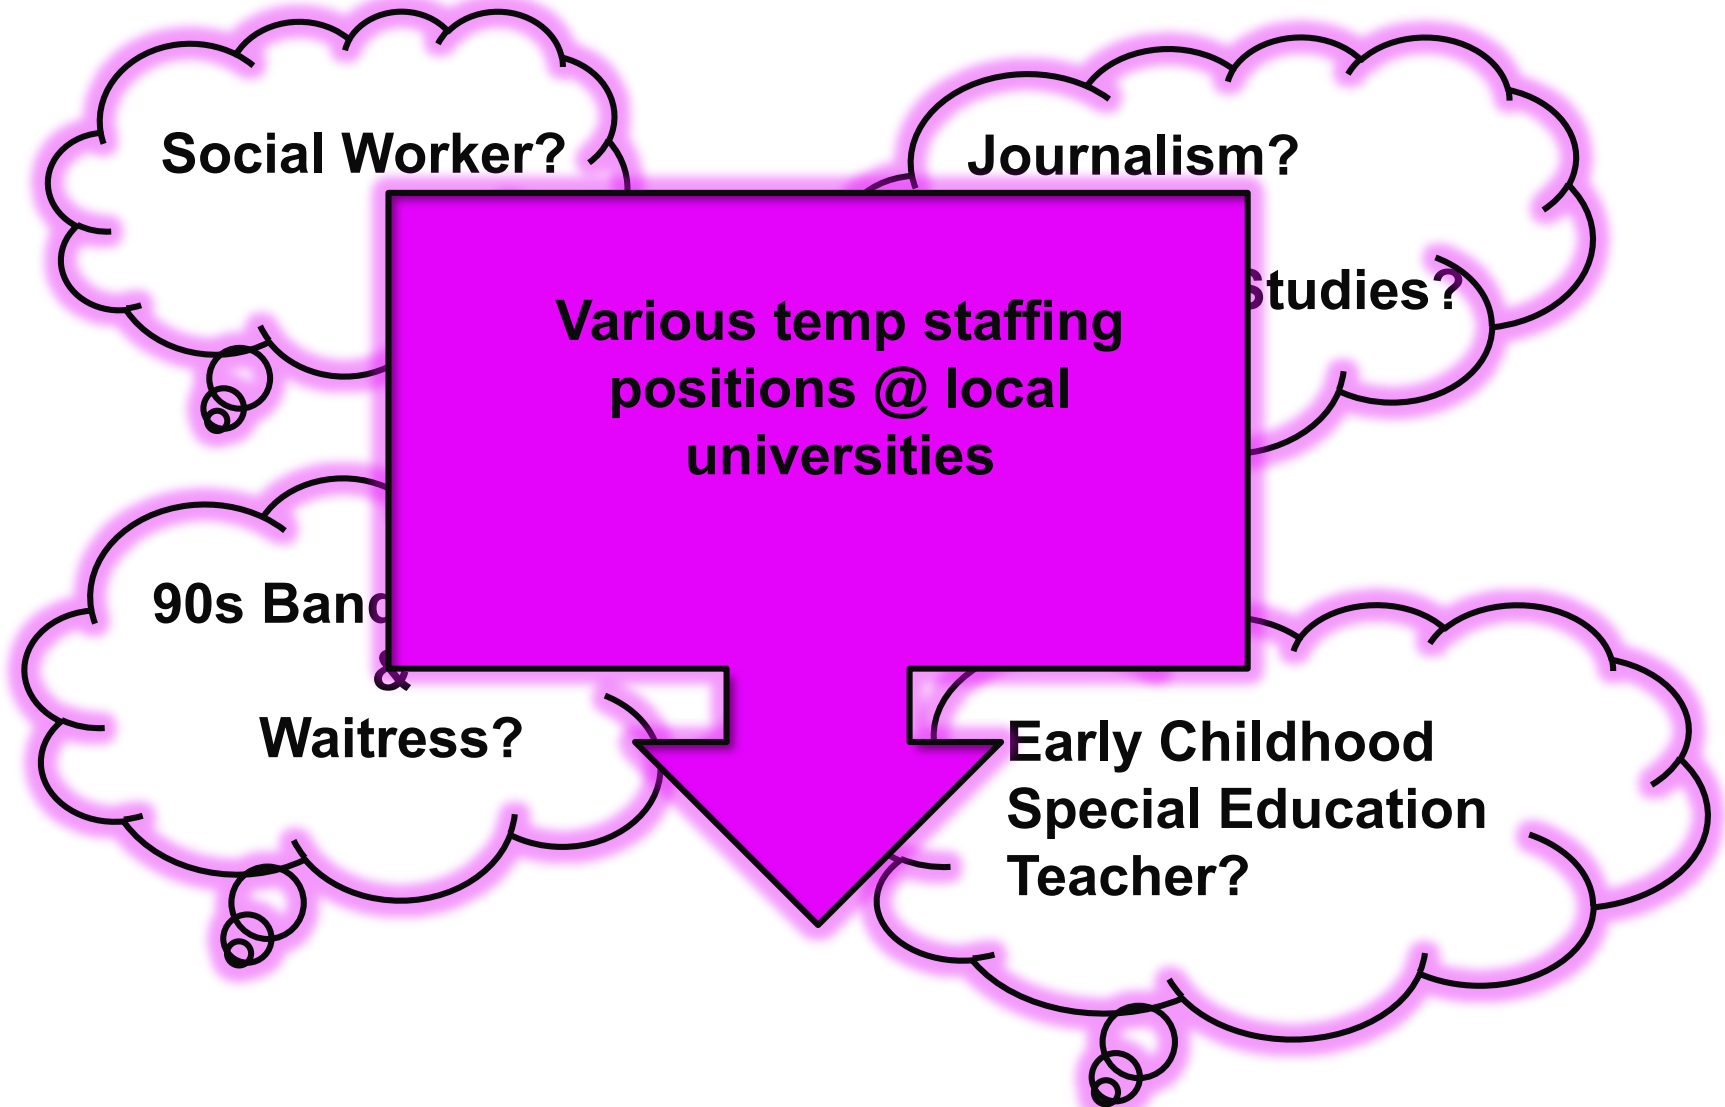 Social Worker?
Journalism?
Studies?
Various temp staffing
positions @ local
universities
90s Band
&
Waitress?
Early Childhood
Special Education
Teacher?